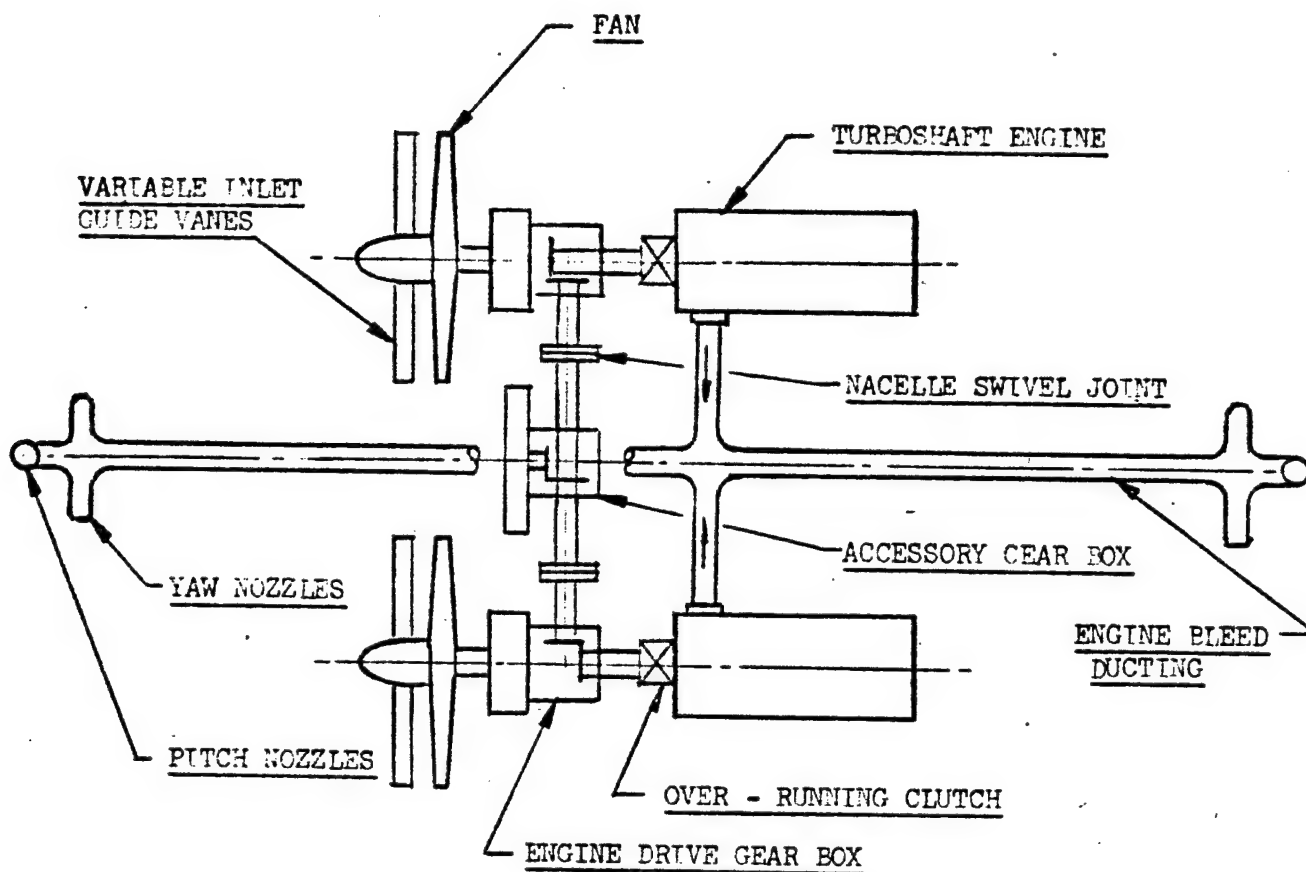 FAN
TURBOSHAFT ENGINE
VARIABLE INLET
GUIDE VANES
NACELLE SWIVEL JOINT
ACCESSORY GEAR BOX
YAW NOZZLES
ENGINE BLEED
DUCTING
PITCH NOZZLES
OVER - RUNNING CLUTCH
ENGINE DRIVE GEAR BOX